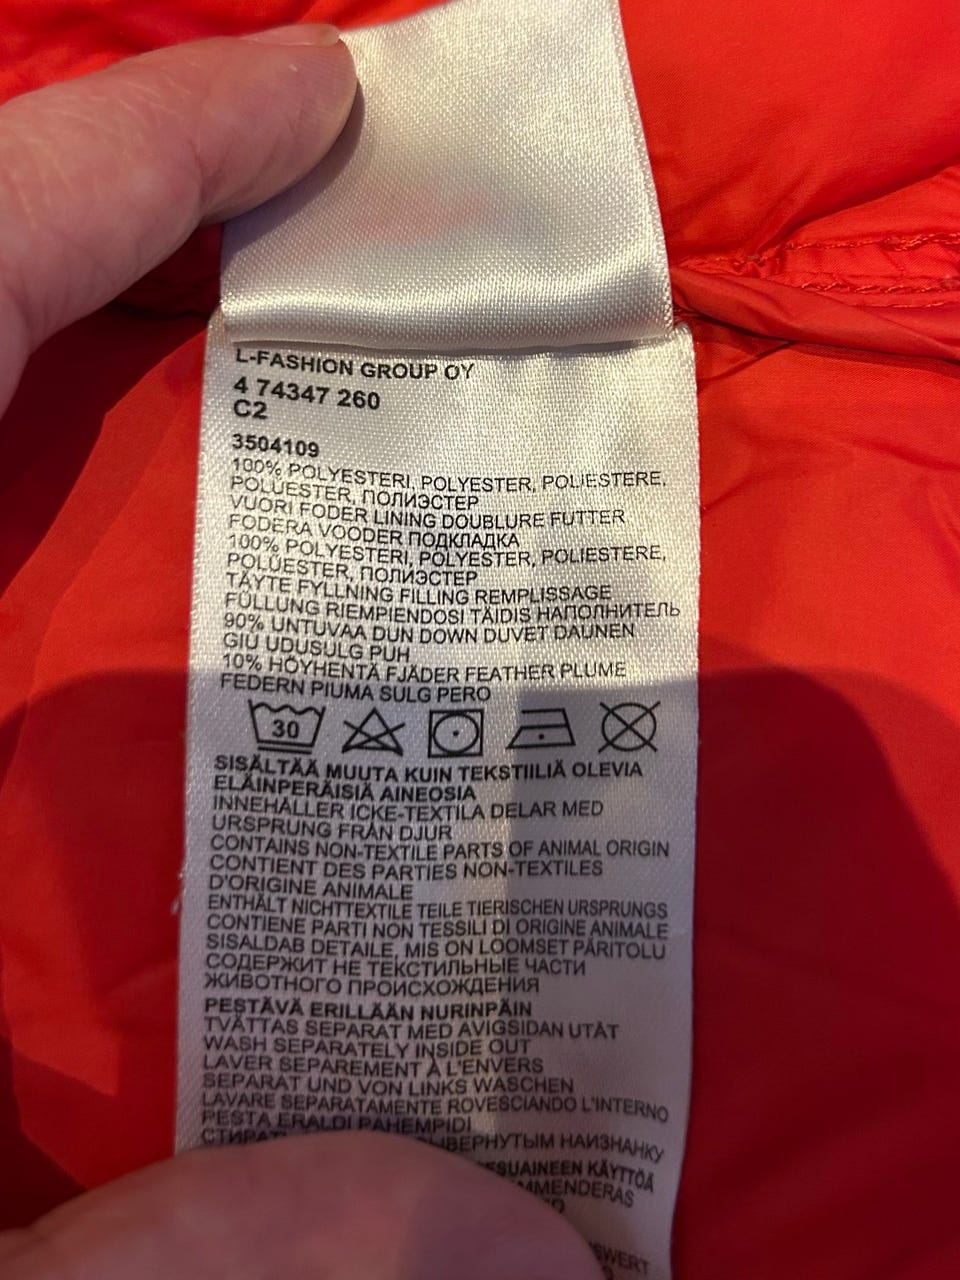 L-FASHION GROUP OY
4 74347 260
C2
3504109
100% POLYESTERI, POLYESTER, POLIESTERE,
POLÜESTER, ПОЛИЭСТЕР
VUORI FODER LINING DOUBLURE FUTTER
FODERA VOODER ПОДКЛАДКА
100% POLYESTERI, POLYESTER, POLIESTERE,
POLÜESTER, ПОЛИЭСТЕР
TÄYTE FYLLNING FILLING REMPLISSAGE
FÜLLUNG RIEMPIENDOSI TÄIDIS НАПОЛНИТЕЛЬ
90% UNTUVAA DUN DOWN DUVET DAUNEN
GIU UDUSULG PUH
10% HÖYHENTÄ FJÄDER FEATHER PLUME
FEDERN PIUMA SULG PERO
30
SISÄLTÄÄ MUUTA KUIN TEKSTIILIÄ OLEVIA
ELÄINPERÄISIÄ AINEOSIA
INNEHÅLLER ICKE-TEXTILA DELAR MED
URSPRUNG FRÅN DJUR
CONTAINS NON-TEXTILE PARTS OF ANIMAL ORIGIN
CONTIENT DES PARTIES NON-TEXTILES
D'ORIGINE ANIMALE
ENTHÄLT NICHTTEXTILE TEILE TIERISCHEN URSPRUNGS
CONTIENE PARTI NON TESSILI DI ORIGINE ANIMALE
SISALDAB DETAILE, MIS ON LOOMSET PÄRITOLU
СОДЕРЖИТ НЕ ТЕКСТИЛЬНЫЕ ЧАСТИ
ЖИВОТНОГО ПРОИСХОЖДЕНИЯ
PESTÄVÄ ERILLÄÄN NURINPÄIN
TVÄTTAS SEPARAT MED AVIGSIDAN UTÅT
WASH SEPARATELY INSIDE OUT
LAVER SEPAREMENT À L'ENVERS
SEPARAT UND VON LINKS WASCHEN
LAVARE SEPARATAMENTE ROVESCIANDO L'INTERNO
PESTA ERALDI PAHEMPIDI
НАИЗНАНКУ
KÄYTTÖÄ